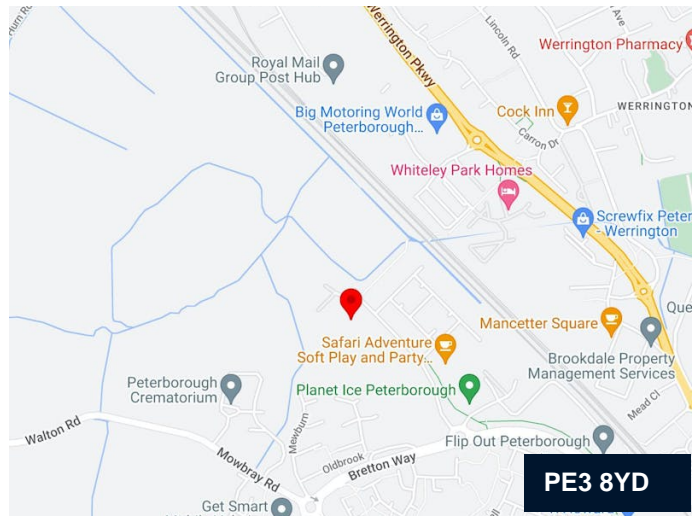 Hurn Rd
Werrington Pkwy
Lincoln Rd
Ave
Werrington Pharmacy
Royal Mail
Group Post Hub
Big Motoring World
Peterborough...
Cock Inn
WERRINGTON
Carron Dr
Whiteley Park Homes
Screwfix Peter
- Werrington
Que
Mancetter Square
Safari Adventure
Soft Play and Party...
Brookdale Property
Management Services
Peterborough
Crematorium
Planet Ice Peterborough
Mead Cl
Walton Rd
Mewburn
Flip Out Peterborough
Mowbray Rd
Oldbrook
Bretton Way
Get Smart
PE3 8YD